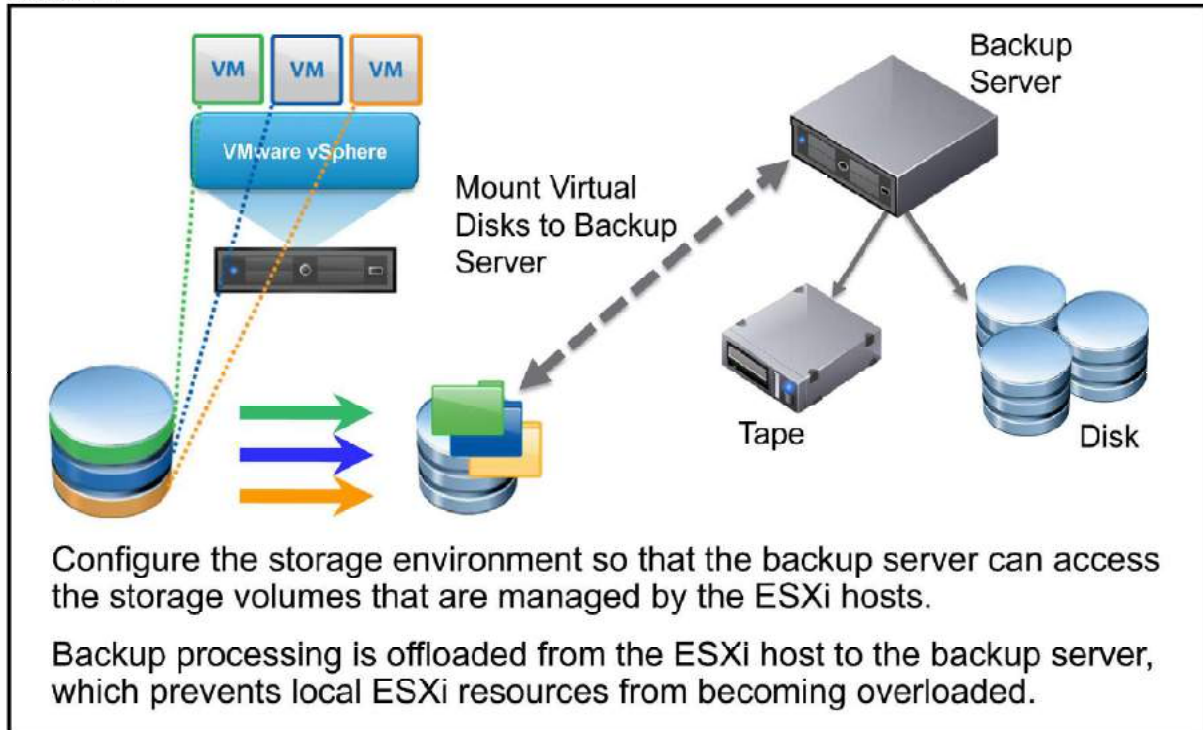 VM
VM
VM
VMware vSphere
Backup
Server
Mount Virtual
Disks to Backup
Server
Tape
Disk
Configure the storage environment so that the backup server can access
the storage volumes that are managed by the ESXi hosts.
Backup processing is offloaded from the ESXi host to the backup server,
which prevents local ESXi resources from becoming overloaded.